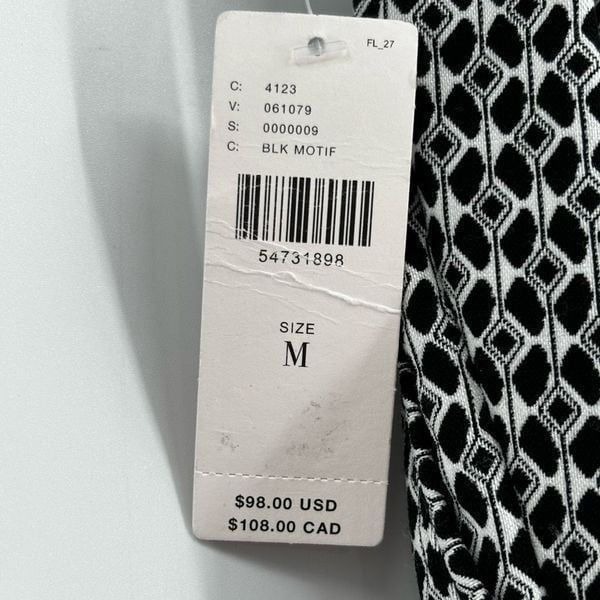 FL_27
C: 4123
V: 061079
S: 0000009
C: BLK MOTIF
54731898
SIZE
M
$98.00 USD
$108.00 CAD